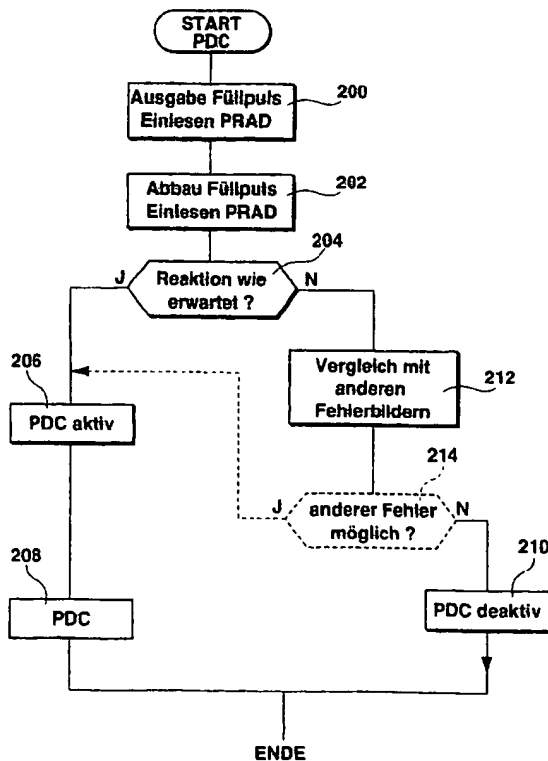 START
PDC
Ausgabe Füllpuls
Einlesen PRAD
200
Abbau Füllpuls
Einlesen PRAD
202
204
J
Reaktion wie
erwartet ?
N
206
PDC aktiv
Vergleich mit
anderen
Fehlerbildern
212
214
J
anderer Fehler
möglich ?
N
208
PDC
210
PDC deaktiv
ENDE